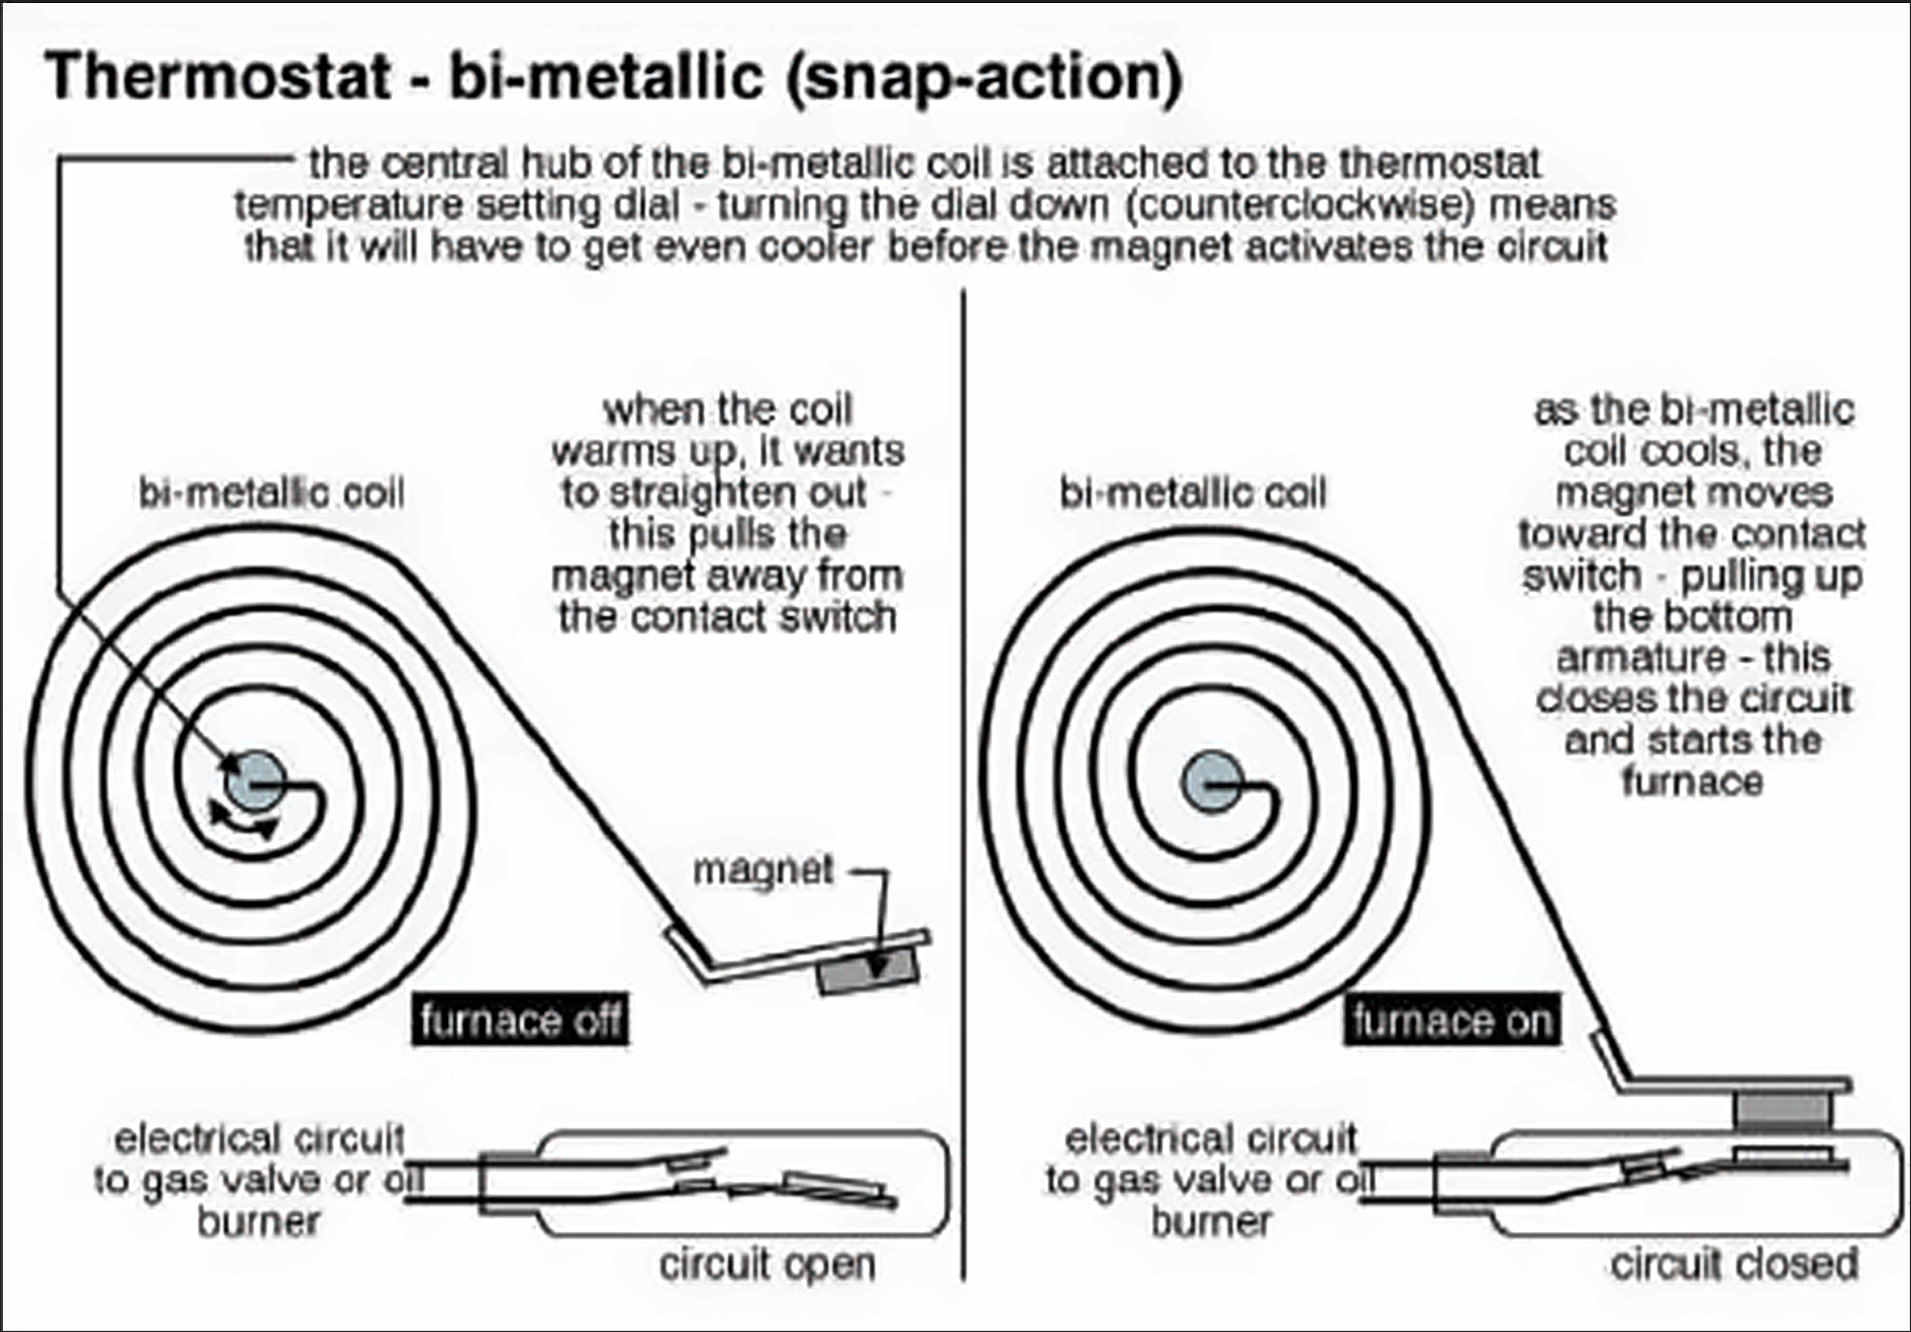 Thermostat - bi-metallic (snap-action)
the central hub of the bi-metallic coil is attached to the thermostat
temperature setting dial - turning the dial down (counterclockwise) means
that it will have to get even cooler before the magnet activates the circuit
when the coil
warms up, it wants
to straighten out -
this pulls the
magnet away from
the contact switch
bi-metallic coil
magnet
furnace off
electrical circuit
to gas valve or oil
burner
circuit open
as the bi-metallic
coil cools, the
magnet moves
toward the contact
switch - pulling up
the bottom
armature - this
closes the circuit
and starts the
furnace
bi-metallic coil
furnace on
electrical circuit
to gas valve or oil
burner
circuit closed